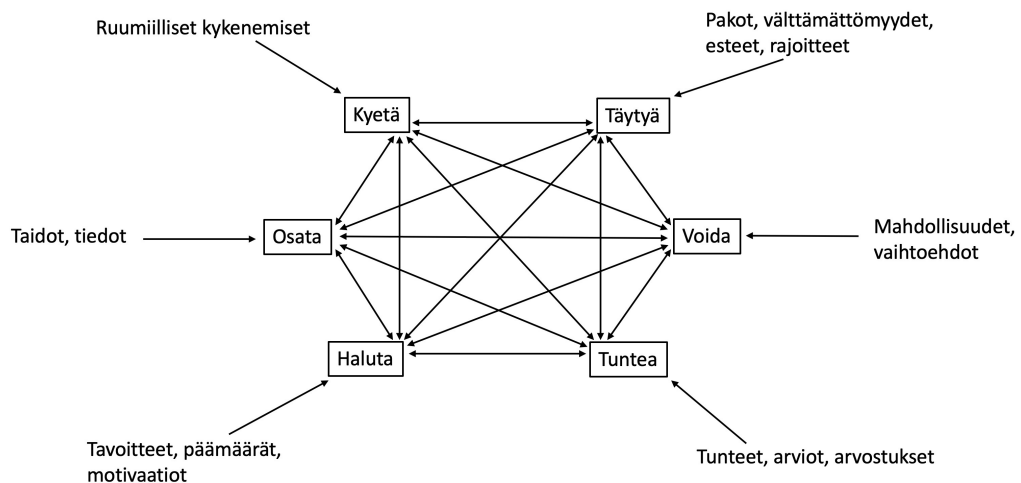 Ruumiilliset kykenemiset
Pakot, välttämättömyydet,
esteet, rajoitteet
Kyetä
Täytyä
Taidot, tiedot
Osata
Voida
Mahdollisuudet,
vaihtoehdot
Haluta
Tuntea
Tavoitteet, päämäärät,
motivaatiot
Tunteet, arviot, arvostukset